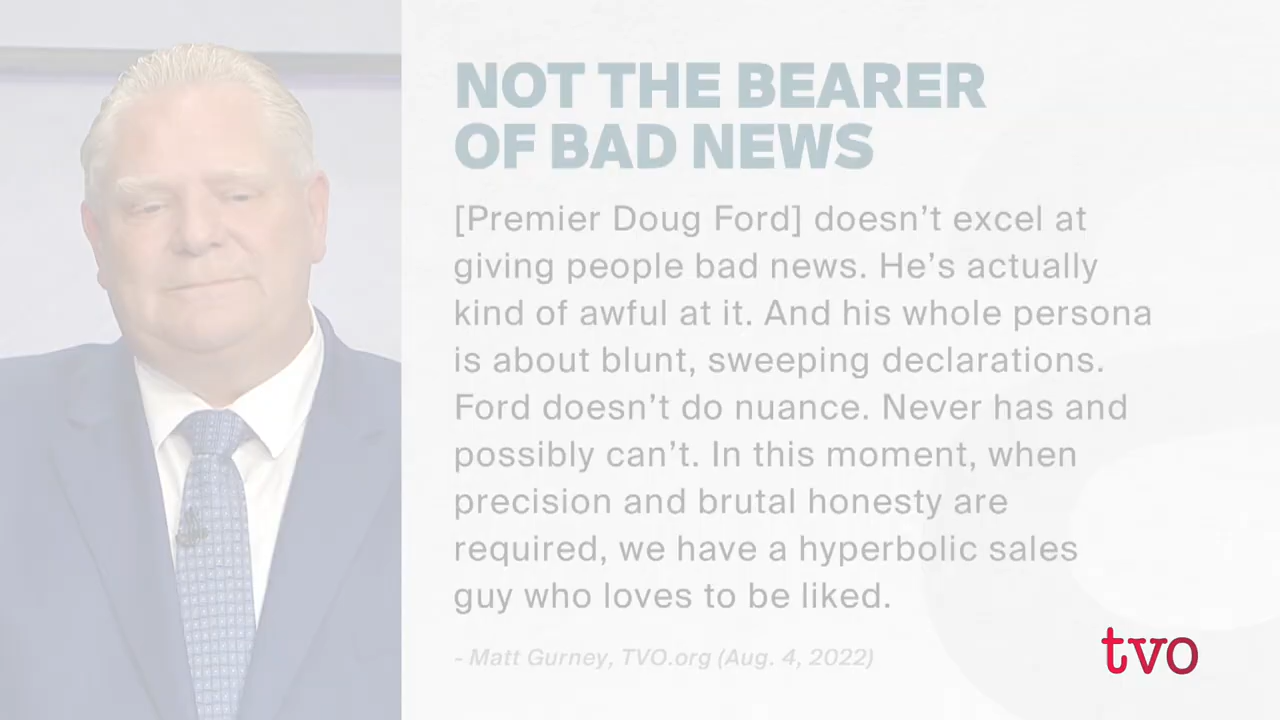 NOT THE BEARER
OF BAD NEWS
[Premier Doug Ford] doesn’t excel at
giving people bad news. He’s actually
kind of awful at it. And his whole persona
is about blunt, sweeping declarations.
Ford doesn’t do nuance. Never has and
possibly can’t. In this moment, when
precision and brutal honesty are
required, we have a hyperbolic sales
guy who loves to be liked.
- Matt Gurney, TVO.org (Aug. 4, 2022)
tvo